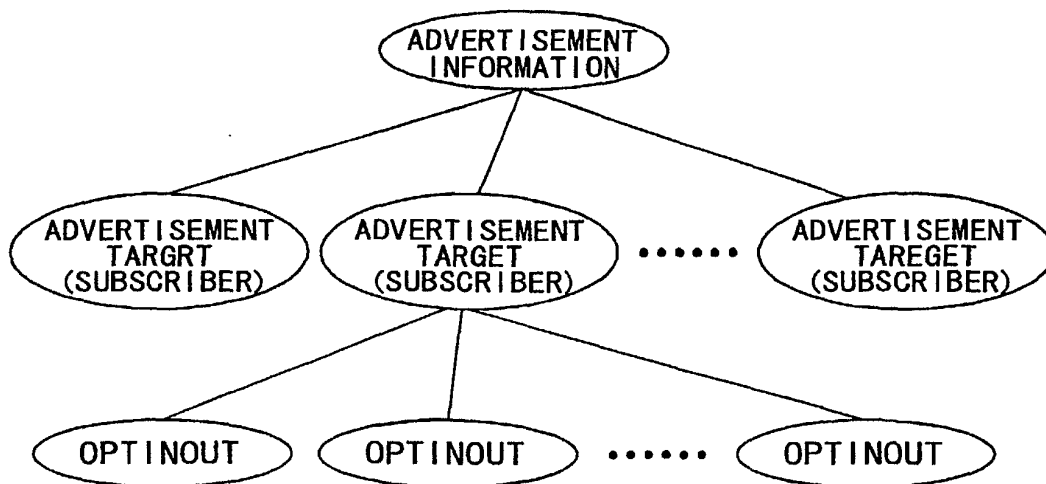 ADVERTISEMENT
INFORMATION
ADVERTISEMENT
TARGRT
(SUBSCRIBER)
ADVERTISEMENT
TARGET
(SUBSCRIBER)
ADVERTISEMENT
TAREGET
(SUBSCRIBER)
OPTINOUT
OPTINOUT
OPTINOUT